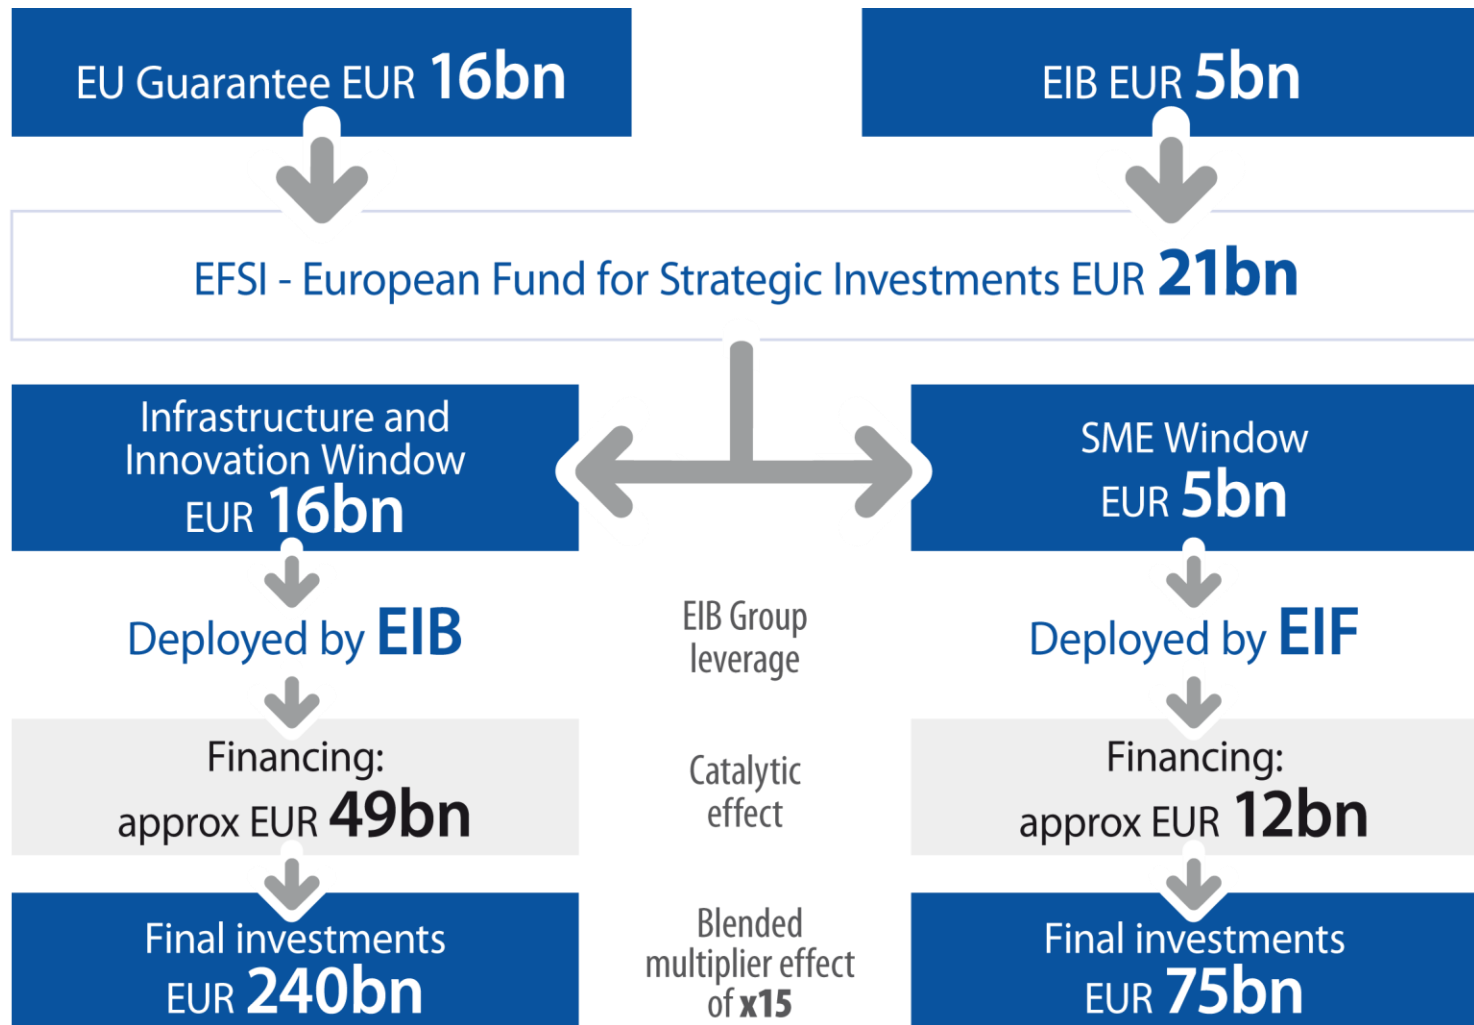 EU Guarantee EUR 16bn
EIB EUR 5bn
EFSI - European Fund for Strategic Investments EUR 21bn
Infrastructure and
Innovation Window
EUR 16bn
SME Window
EUR 5bn
Deployed by EIB
EIB Group
leverage
Deployed by EIF
Financing:
approx EUR 49bn
Catalytic
effect
Financing:
approx EUR 12bn
Final investments
EUR 240bn
Blended
multiplier effect
of x15
Final investments
EUR 75bn